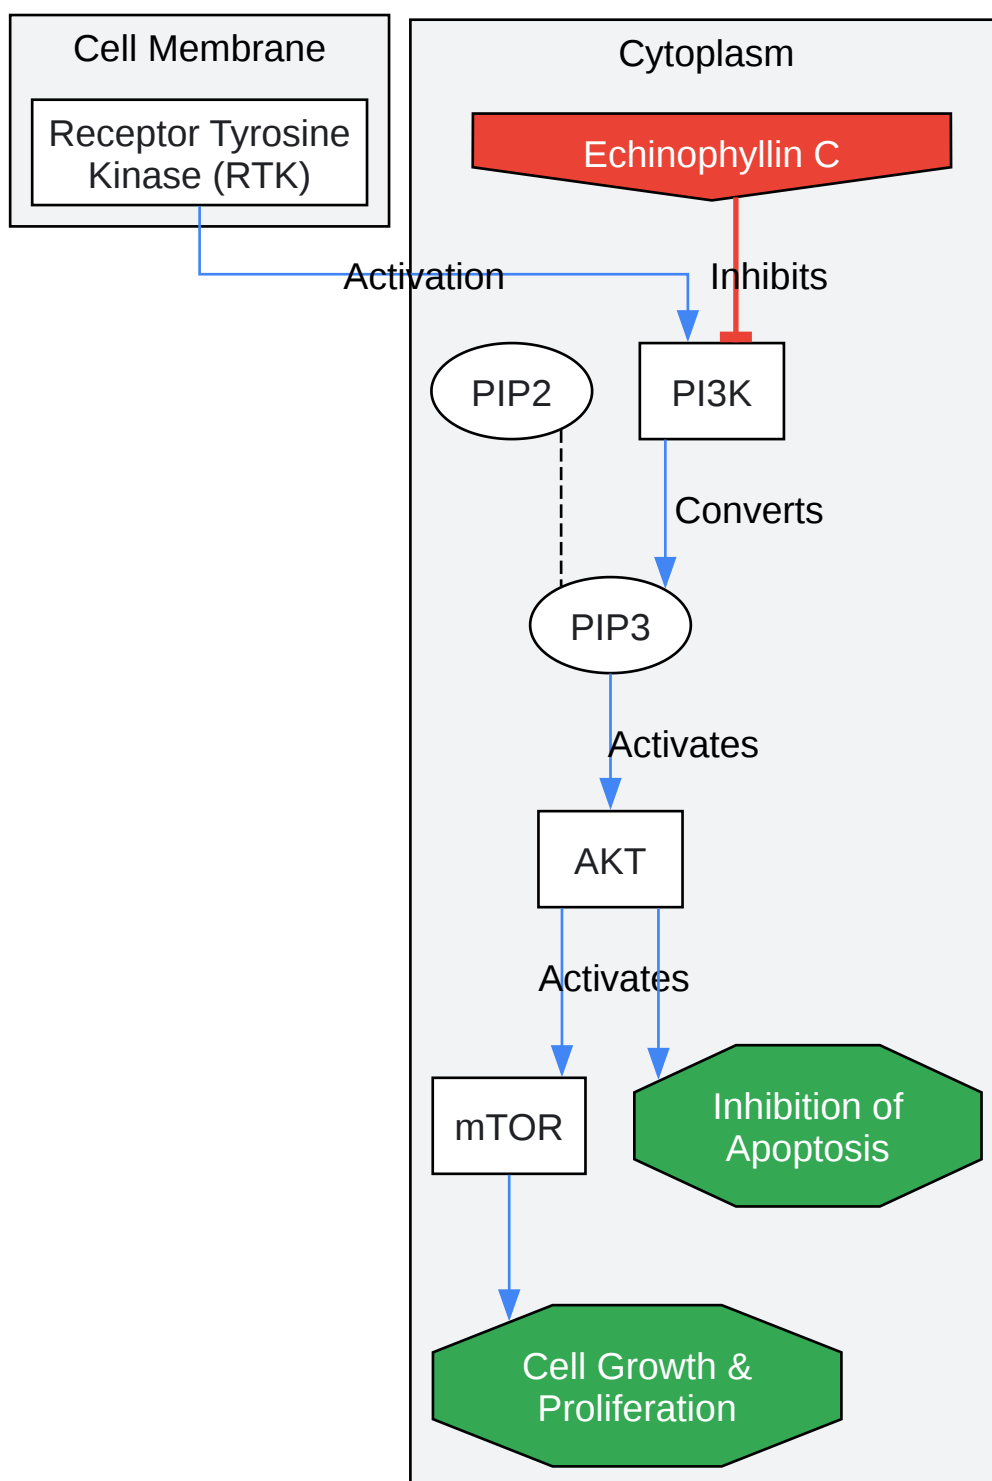 Cell Membrane
Receptor Tyrosine
Kinase (RTK)
Cytoplasm
Echinophyllin C
Activation
Inhibits
PIP2
PI3K
Converts
PIP3
Activates
AKT
Activates
mTOR
Inhibition of
Apoptosis
Cell Growth &
Proliferation